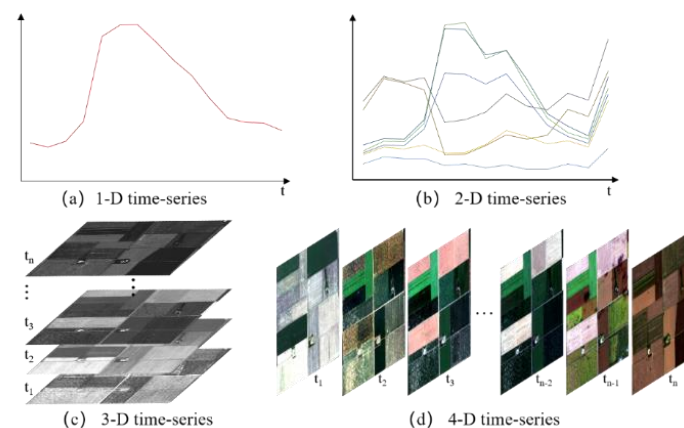 t
(a) 1-D time-series
t
(b) 2-D time-series
tn
t3
t2
t1
(c) 3-D time-series
t1
t2
t3
...
tn-2
tn-1
tn
(d) 4-D time-series